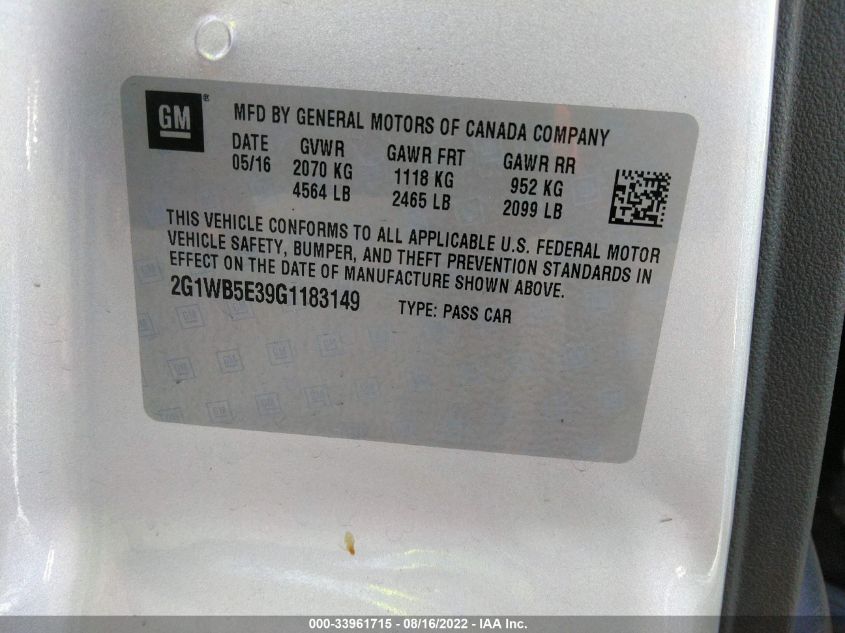 GM ® MFD BY GENERAL MOTORS OF CANADA COMPANY
DATE GVWR GAWR FRT GAWR RR
05/16 2070 KG 1118 KG 952 KG
4564 LB 2465 LB 2099 LB
THIS VEHICLE CONFORMS TO ALL APPLICABLE U.S. FEDERAL MOTOR
VEHICLE SAFETY, BUMPER, AND THEFT PREVENTION STANDARDS IN
EFFECT ON THE DATE OF MANUFACTURE SHOWN ABOVE.
2G1WB5E39G1183149 TYPE: PASS CAR
000-33961715 - 08/16/2022 - IAA Inc.